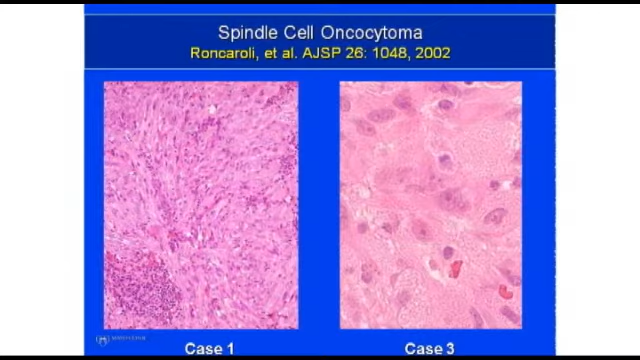 Spindle Cell Oncocytoma
Roncaroli, et al. AJSP 26: 1048, 2002
Case 1
Case 3